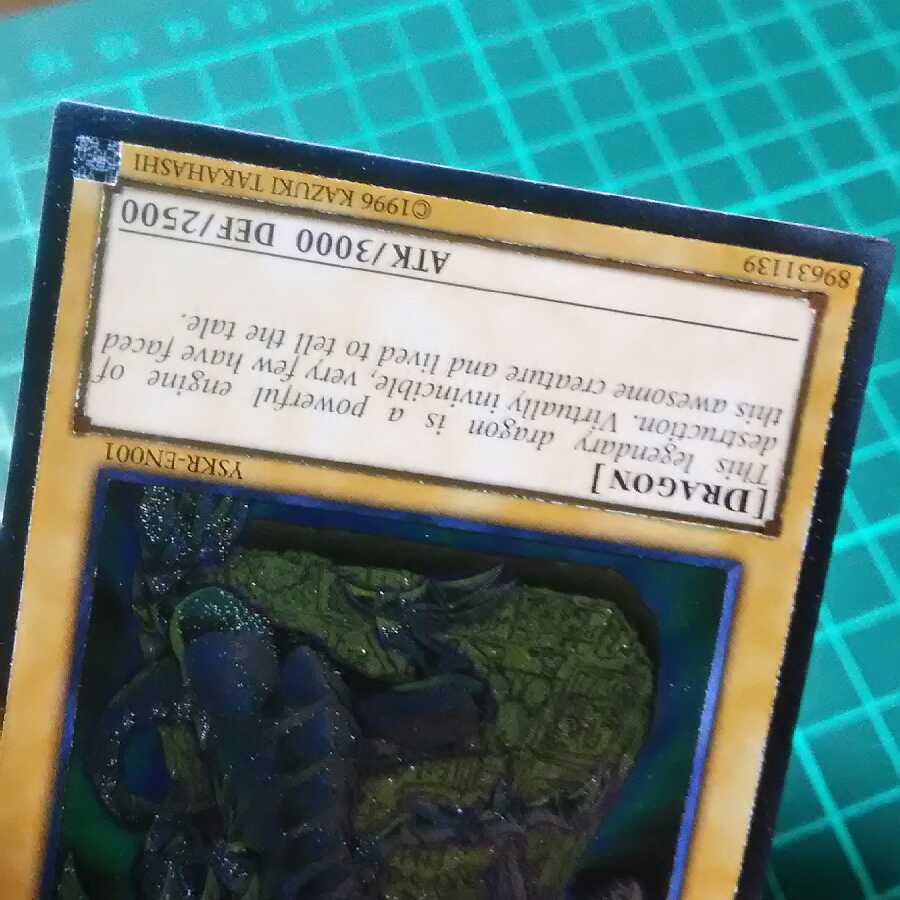 YSKR-EN001
[DRAGON]
This legendary dragon is a powerful engine of
destruction. Virtually invincible, very few have faced
this awesome creature and lived to tell the tale.
ATK/3000 DEF/2500
89631139
©1996 KAZUKI TAKAHASHI